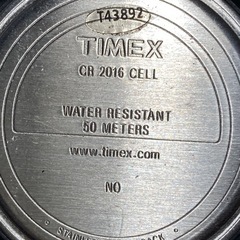 T43892
TIMEX
CR 2016 CELL
WATER RESISTANT
50 METERS
www.timex.com
NO